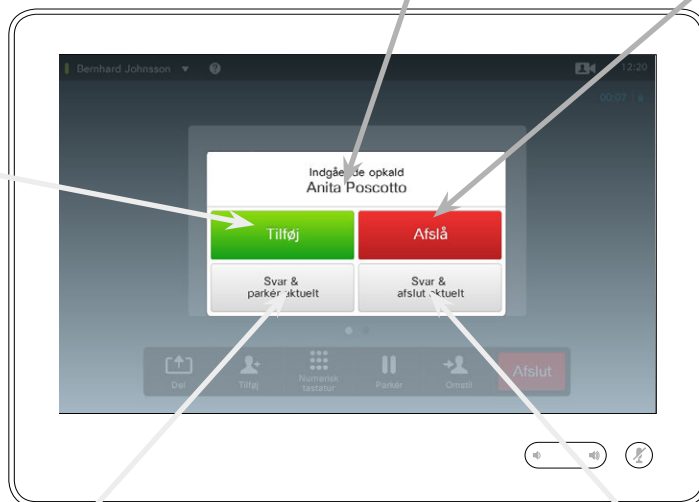 Bernhard Johnsson
12:20
00:07
Indgående opkald
Anita Poscotto
Tilføj
Afslå
Svar &
parkér aktuelt
Svar &
afslut aktuelt
Del
Tilføj
Numerisk
tastatur
Parkér
Omstil
Afslut